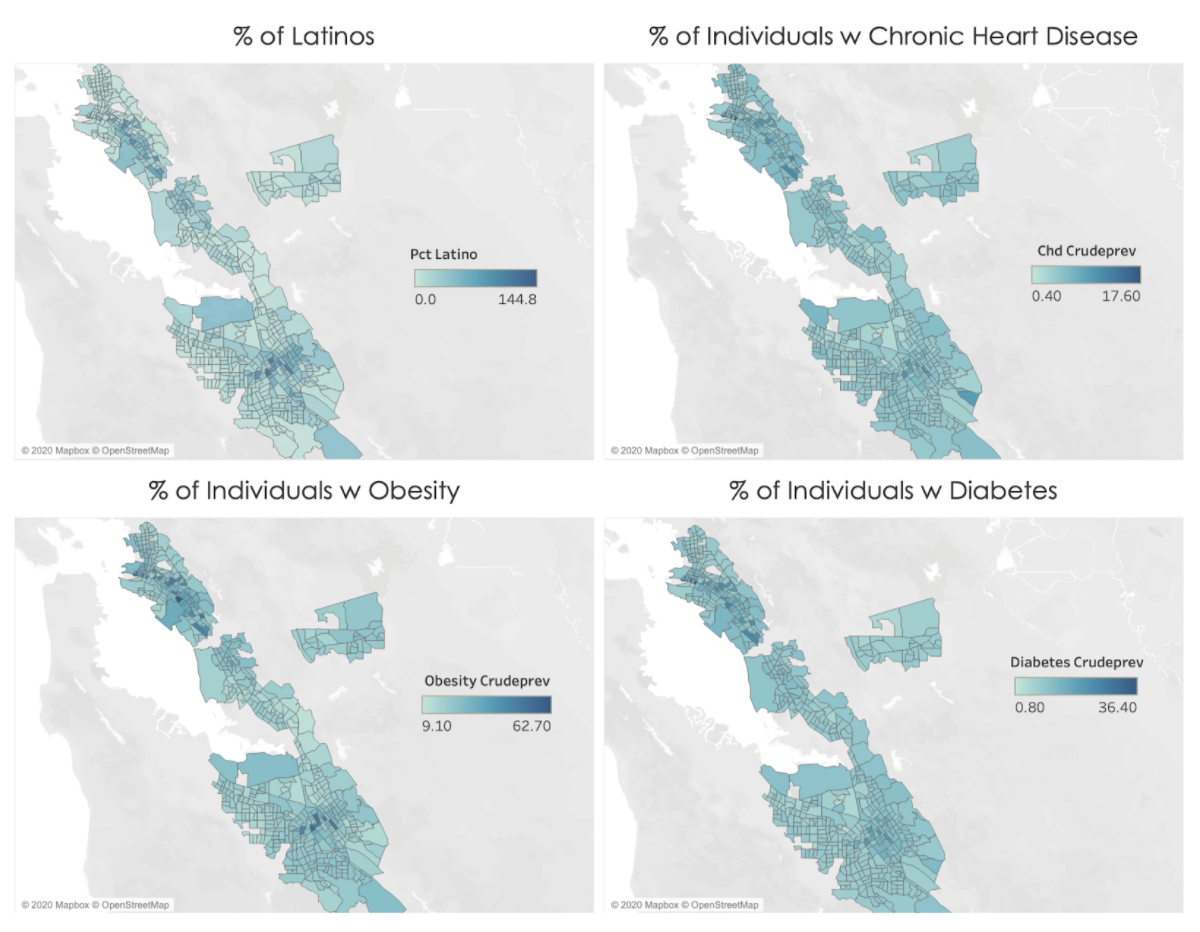 % of Latinos
% of Individuals w Chronic Heart Disease
Pct Latino
0.0 144.8
© 2020 Mapbox © OpenStreetMap
Chd Crudeprev
0.40 17.60
© 2020 Mapbox © OpenStreetMap
% of Individuals w Obesity
% of Individuals w Diabetes
Obesity Crudeprev
9.10 62.70
© 2020 Mapbox © OpenStreetMap
Diabetes Crudeprev
0.80 36.40
© 2020 Mapbox © OpenStreetMap